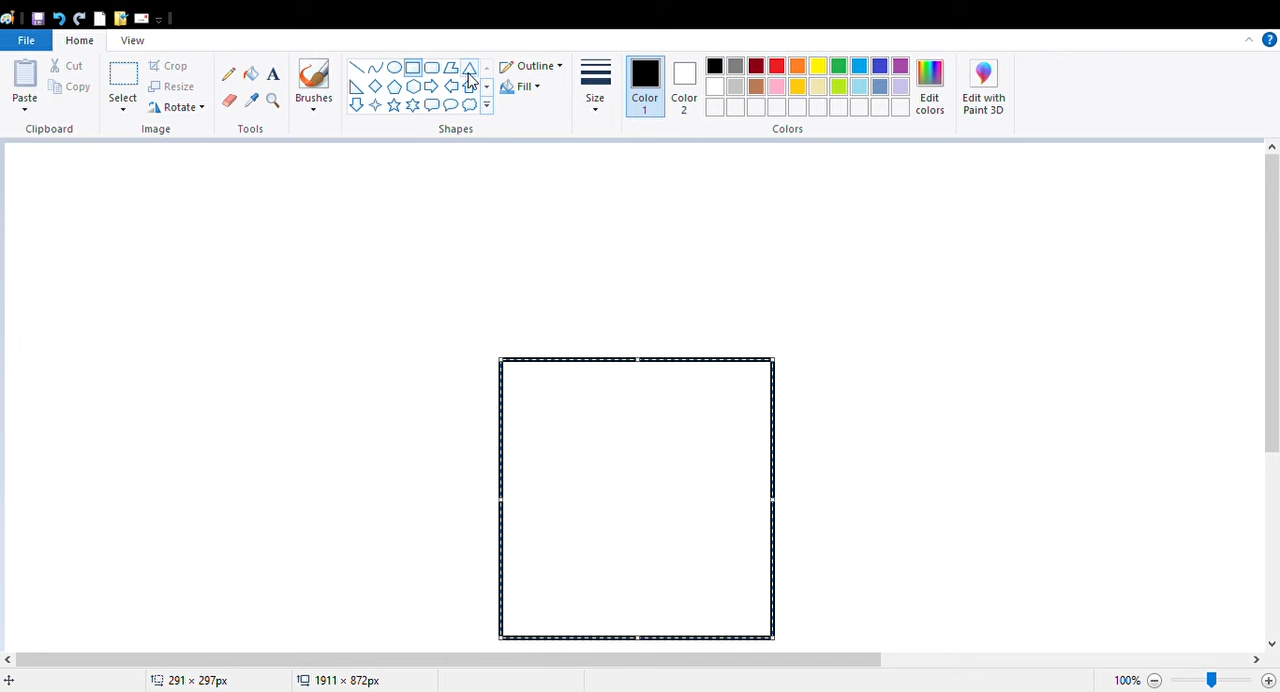 File Home View
Paste
Clipboard
Cut
Copy
Select
Crop
Resize
Rotate
Image
Tools
Brushes
Shapes
Outline
Fill
Size
Color
1
Color
2
Colors
Edit
colors
Edit with
Paint 3D
291 × 297px
1911 × 872px
100%